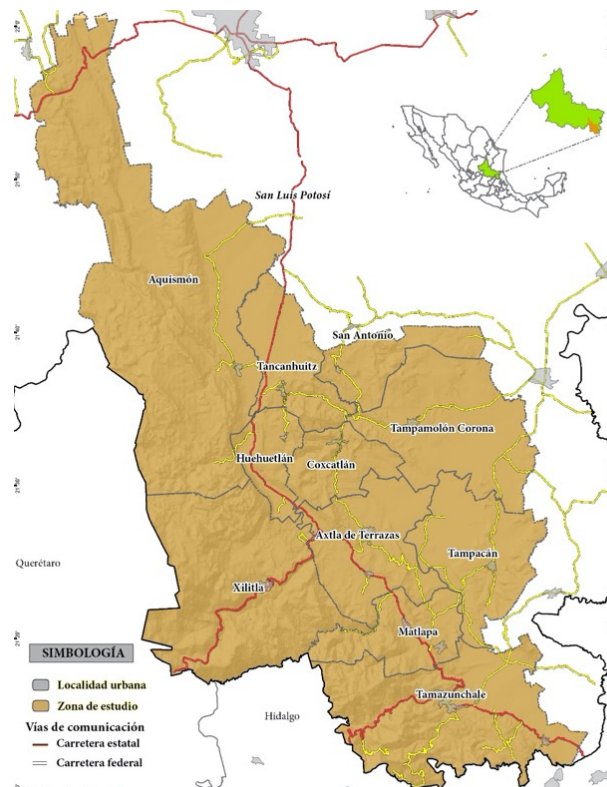 San Luis Potosí
Aquismón
San Antonio
Tancanhuitz
Tampamolón Corona
Huehuetlán
Coxcatlán
Axtla de Terrazas
Tampacán
Querétaro
Xilitla
Matlapa
SIMBOLOGÍA
Localidad urbana
Zona de estudio
Tamazunchale
Hidalgo
Vías de comunicación
Carretera estatal
Carretera federal